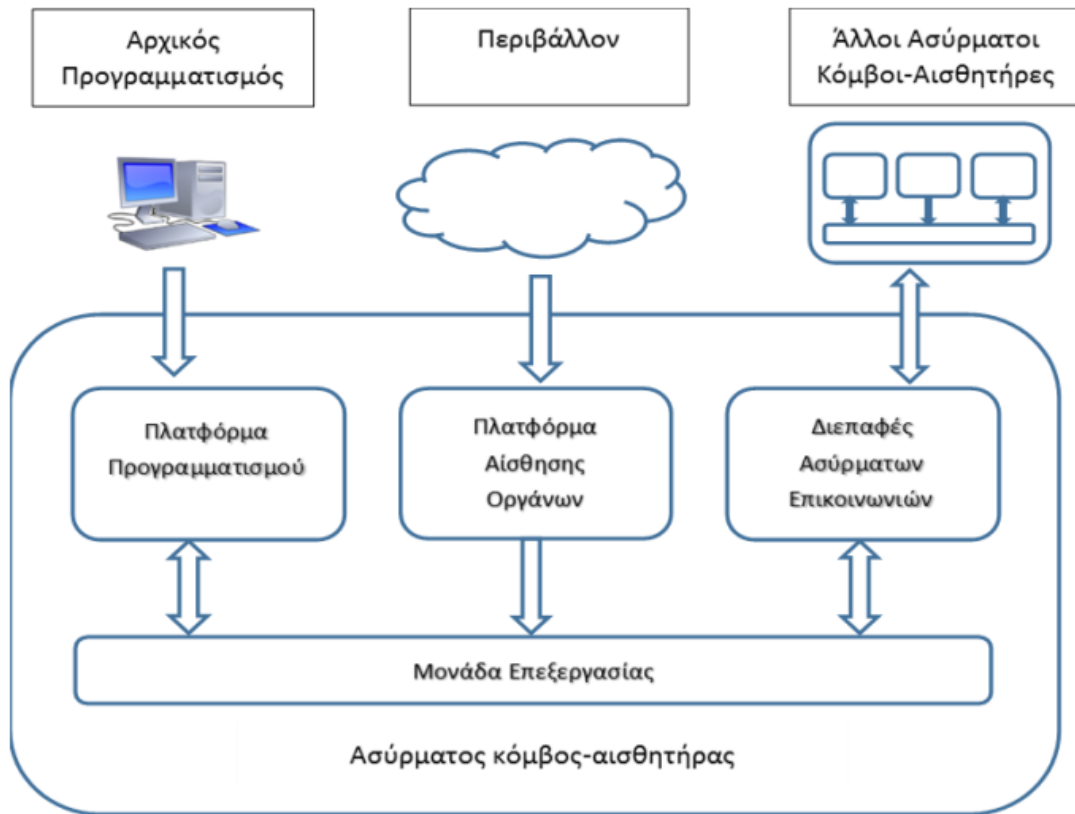 Αρχικός
Προγραμματισμός
Περιβάλλον
Άλλοι Ασύρματοι
Κόμβοι-Αισθητήρες
Πλατφόρμα
Προγραμματισμού
Πλατφόρμα
Αίσθησης
Οργάνων
Διεπαφές
Ασύρματων
Επικοινωνιών
Μονάδα Επεξεργασίας
Ασύρματος κόμβος-αισθητήρας